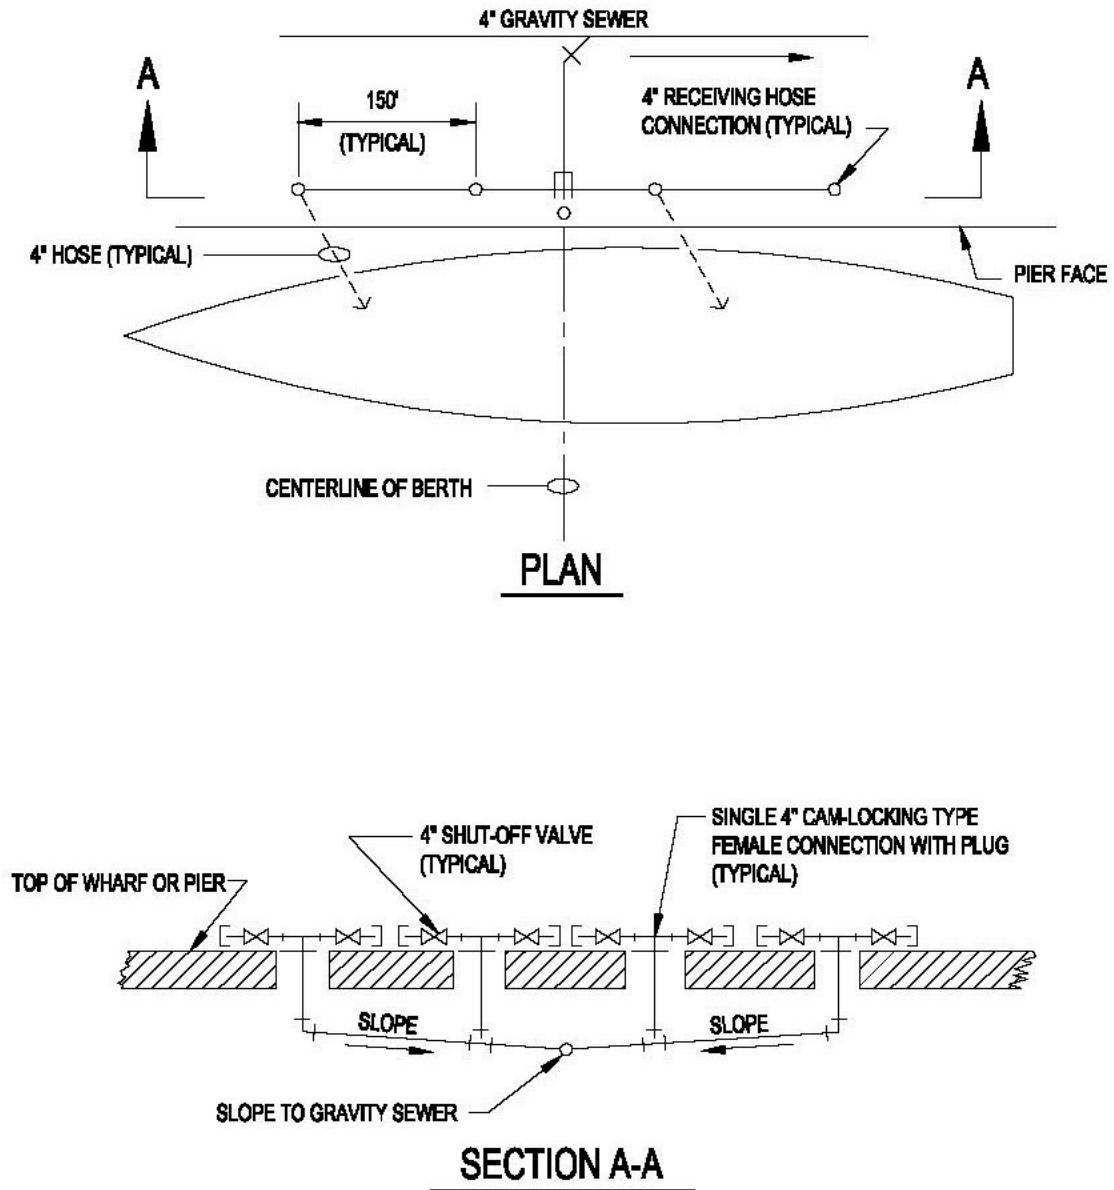 4" GRAVITY SEWER
A
A
150'
(TYPICAL)
4" RECEIVING HOSE
CONNECTION (TYPICAL)
4" HOSE (TYPICAL)
PIER FACE
CENTERLINE OF BERTH
PLAN
4" SHUT-OFF VALVE
(TYPICAL)
SINGLE 4" CAM-LOCKING TYPE
FEMALE CONNECTION WITH PLUG
(TYPICAL)
TOP OF WHARF OR PIER
SLOPE
SLOPE
SLOPE TO GRAVITY SEWER
SECTION A-A